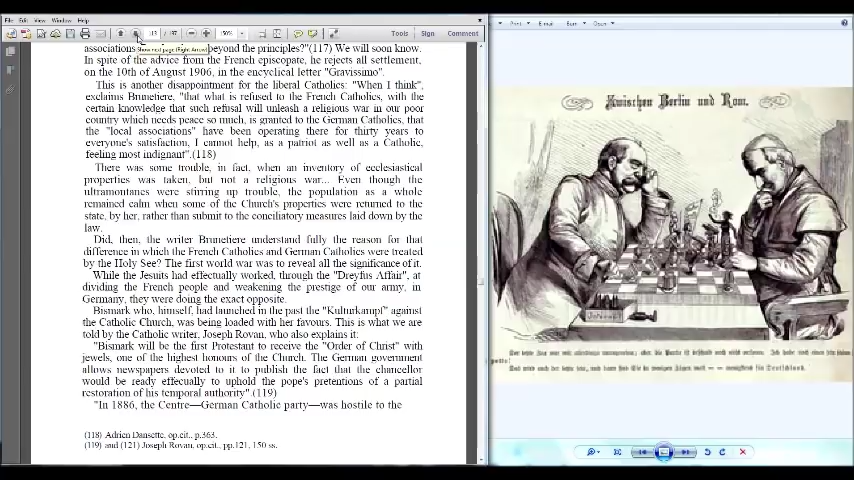 File Edit View Window Help
Print E-mail Burn Open
113 / 197
150%
Tools Sign Comment
Show next page (Right Arrow)
associations beyond the principles?"(117) We will soon know.
In spite of the advice from the French episcopate, he rejects all settlement,
on the 10th of August 1906, in the encyclical letter "Gravissimo".
This is another disappointment for the liberal Catholics: "When I think",
exclaims Brunetiere, "that what is refused to the French Catholics, with the
certain knowledge that such refusal will unleash a religious war in our poor
country which needs peace so much, is granted to the German Catholics, that
the "local associations" have been operating there for thirty years to
everyone's satisfaction, I cannot help, as a patriot as well as a Catholic,
feeling most indignant".(118)
There was some trouble, in fact, when an inventory of ecclesiastical
properties was taken, but not a religious war... Even though the
ultramontanes were stirring up trouble, the population as a whole
remained calm when some of the Church's properties were returned to the
state, by her, rather than submit to the conciliatory measures laid down by the
law.
Did, then, the writer Brunetiere understand fully the reason for that
difference in which the French Catholics and German Catholics were treated
by the Holy See? The first world war was to reveal all the significance of it.
While the Jesuits had effectually worked, through the "Dreyfus Affair", at
dividing the French people and weakening the prestige of our army, in
Germany, they were doing the exact opposite.
Bismark who, himself, had launched in the past the "Kulturkampf" against
the Catholic Church, was being loaded with her favours. This is what we are
told by the Catholic writer, Joseph Rovan, who also explains it:
"Bismark will be the first Protestant to receive the "Order of Christ" with
jewels, one of the highest honours of the Church. The German government
allows newspapers devoted to it to publish the fact that the chancellor
would be ready effecually to uphold the pope's pretentions of a partial
restoration of his temporal authority".(119)
"In 1886, the Centre—German Catholic party—was hostile to the
(118) Adrien Dansette, op.cit., p.363.
(119) and (121) Joseph Rovan, op.cit., pp.121, 150 ss.
Zwischen Berlin und Rom.